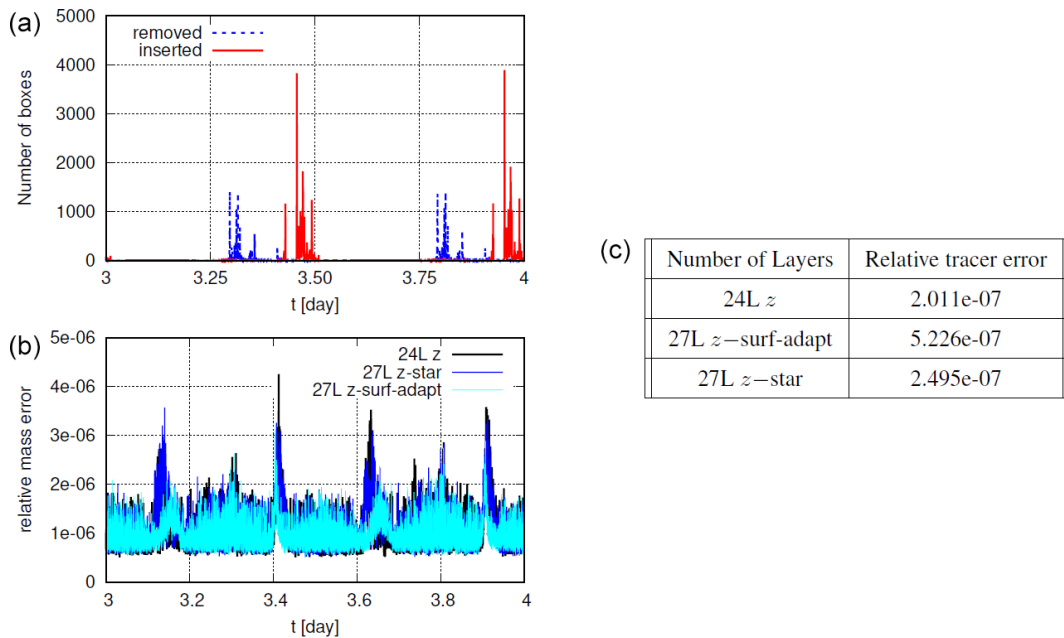 (a)
Number of boxes
5000
4000
3000
2000
1000
0
removed
inserted
3
3.25
3.50
3.75
4
t [day]
(b)
relative mass error
5e-06
4e-06
3e-06
2e-06
1e-06
0
24L z
27L z-star
27L z-surf-adapt
3
3.2
3.4
3.6
3.8
4
t [day]
(c)
Number of Layers Relative tracer error
24L z 2.011e-07
27L z−surf-adapt 5.226e-07
27L z−star 2.495e-07